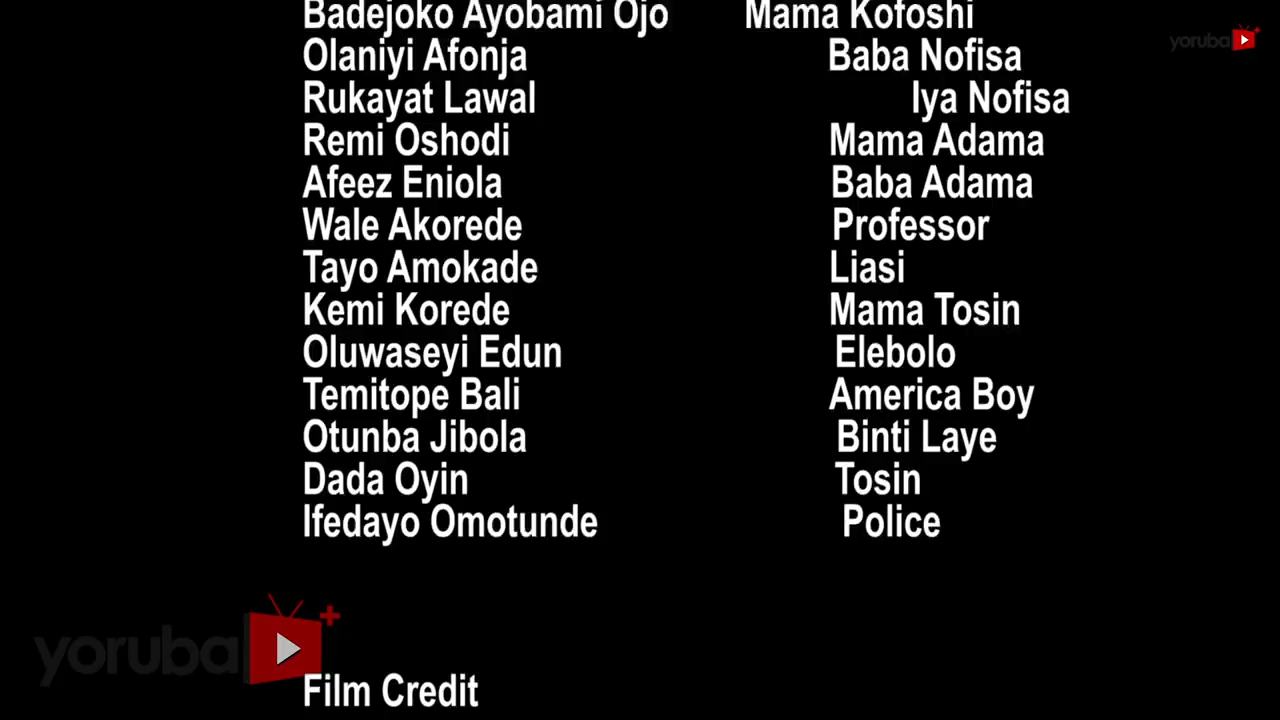 Badejoko Ayobami Ojo Mama Kofoshi
yoruba
Olaniyi Afonja Baba Nofisa
Rukayat Lawal Iya Nofisa
Remi Oshodi Mama Adama
Afeez Eniola Baba Adama
Wale Akorede Professor
Tayo Amokade Liasi
Kemi Korede Mama Tosin
Oluwaseyi Edun Elebolo
Temitope Bali America Boy
Otunba Jibola Binti Laye
Dada Oyin Tosin
Ifedayo Omotunde Police
yoruba+
Film Credit